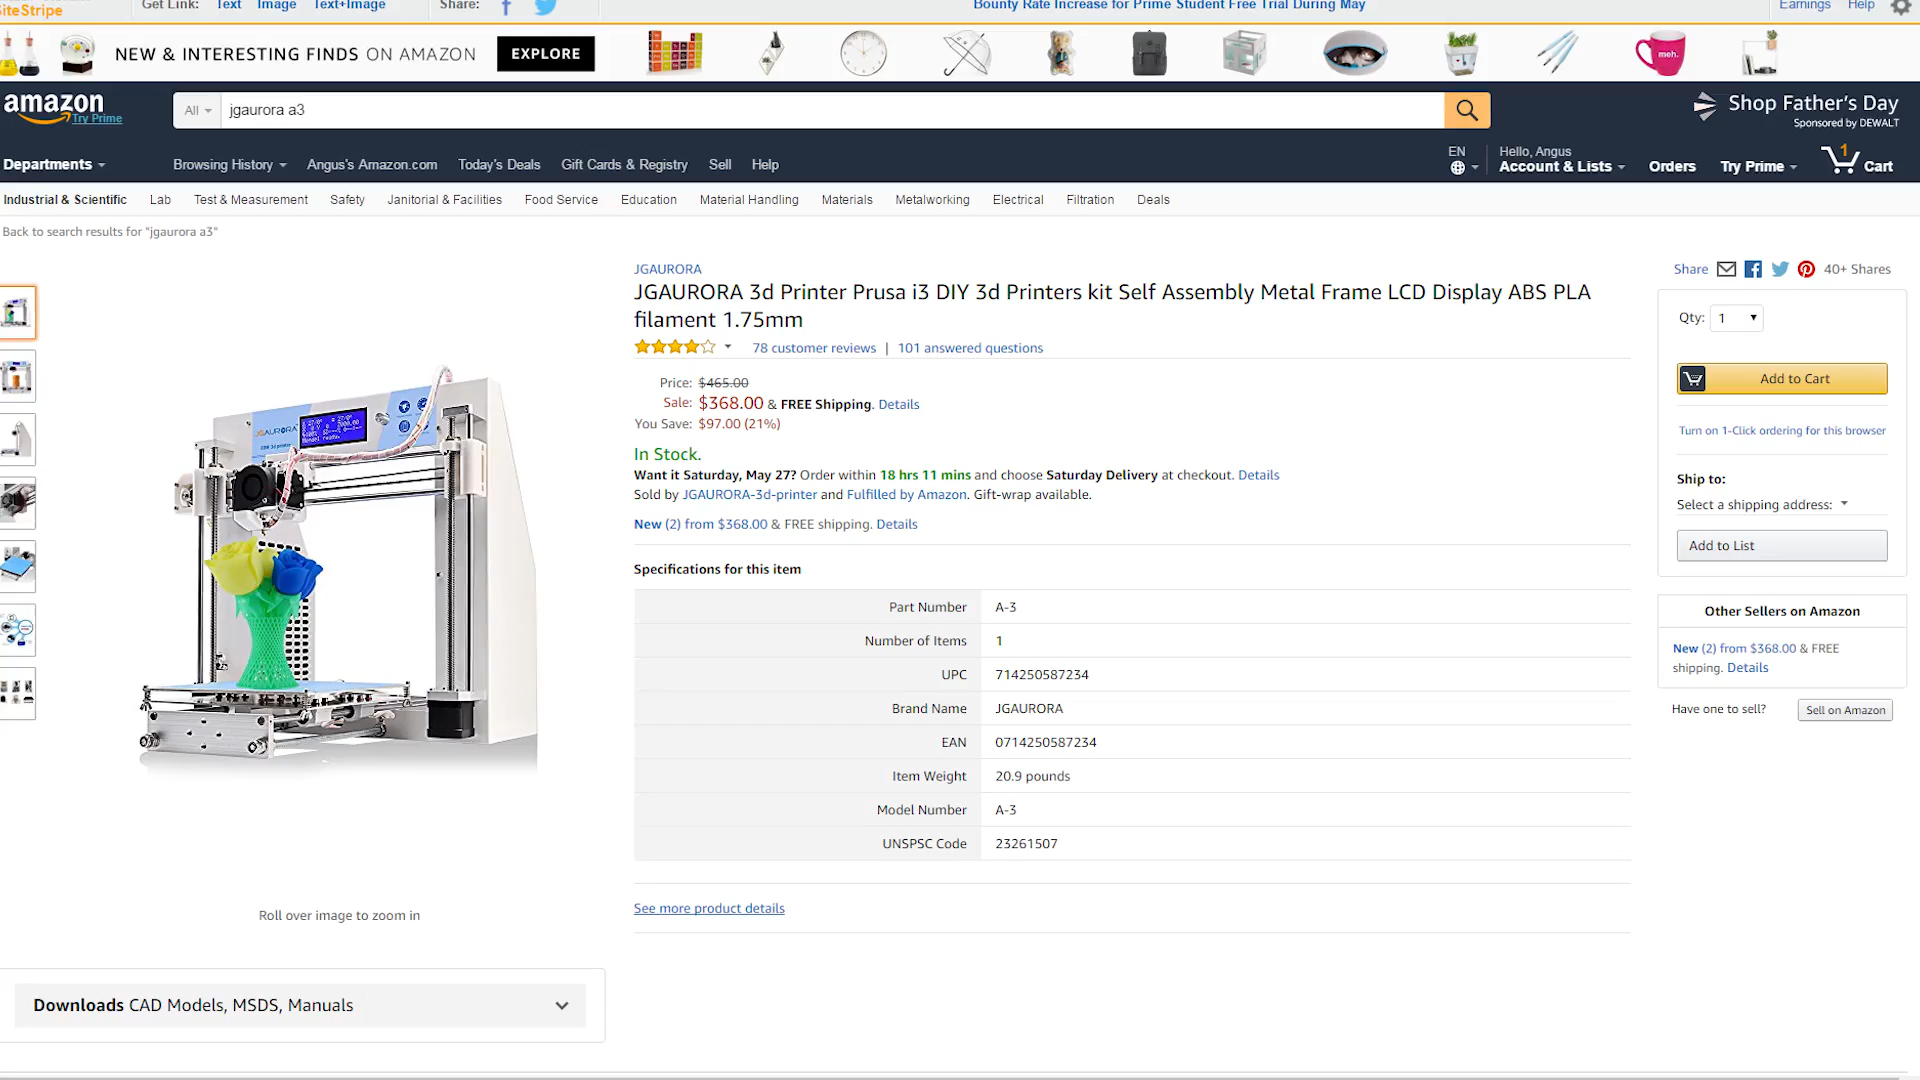 SiteStripe
Get Link: Text Image Text+Image Share:
Bounty Rate Increase for Prime Student Free Trial During May
Earnings Help
NEW & INTERESTING FINDS ON AMAZON EXPLORE
meh.
amazon
Try Prime
All
jgaurora a3
Shop Father's Day
Sponsored by DEWALT
Departments
Browsing History Angus's Amazon.com Today's Deals Gift Cards & Registry Sell Help
EN
Hello, Angus
Account & Lists
Orders
Try Prime
1
Cart
Industrial & Scientific Lab Test & Measurement Safety Janitorial & Facilities Food Service Education Material Handling Materials Metalworking Electrical Filtration Deals
Back to search results for "jgaurora a3"
JGAURORA
JGAURORA 3d Printer Prusa i3 DIY 3d Printers kit Self Assembly Metal Frame LCD Display ABS PLA
filament 1.75mm
78 customer reviews | 101 answered questions
Price: $465.00
Sale: $368.00 & FREE Shipping. Details
You Save: $97.00 (21%)
In Stock.
Want it Saturday, May 27? Order within 18 hrs 11 mins and choose Saturday Delivery at checkout. Details
Sold by JGAURORA-3d-printer and Fulfilled by Amazon. Gift-wrap available.
New (2) from $368.00 & FREE shipping. Details
Specifications for this item
Part Number A-3
Number of Items 1
UPC 714250587234
Brand Name JGAURORA
EAN 0714250587234
Item Weight 20.9 pounds
Model Number A-3
UNSPSC Code 23261507
See more product details
JGAURORA
Roll over image to zoom in
Downloads CAD Models, MSDS, Manuals
Share 40+ Shares
Qty: 1
Add to Cart
Turn on 1-Click ordering for this browser
Ship to:
Select a shipping address:
Add to List
Other Sellers on Amazon
New (2) from $368.00 & FREE
shipping. Details
Have one to sell? Sell on Amazon